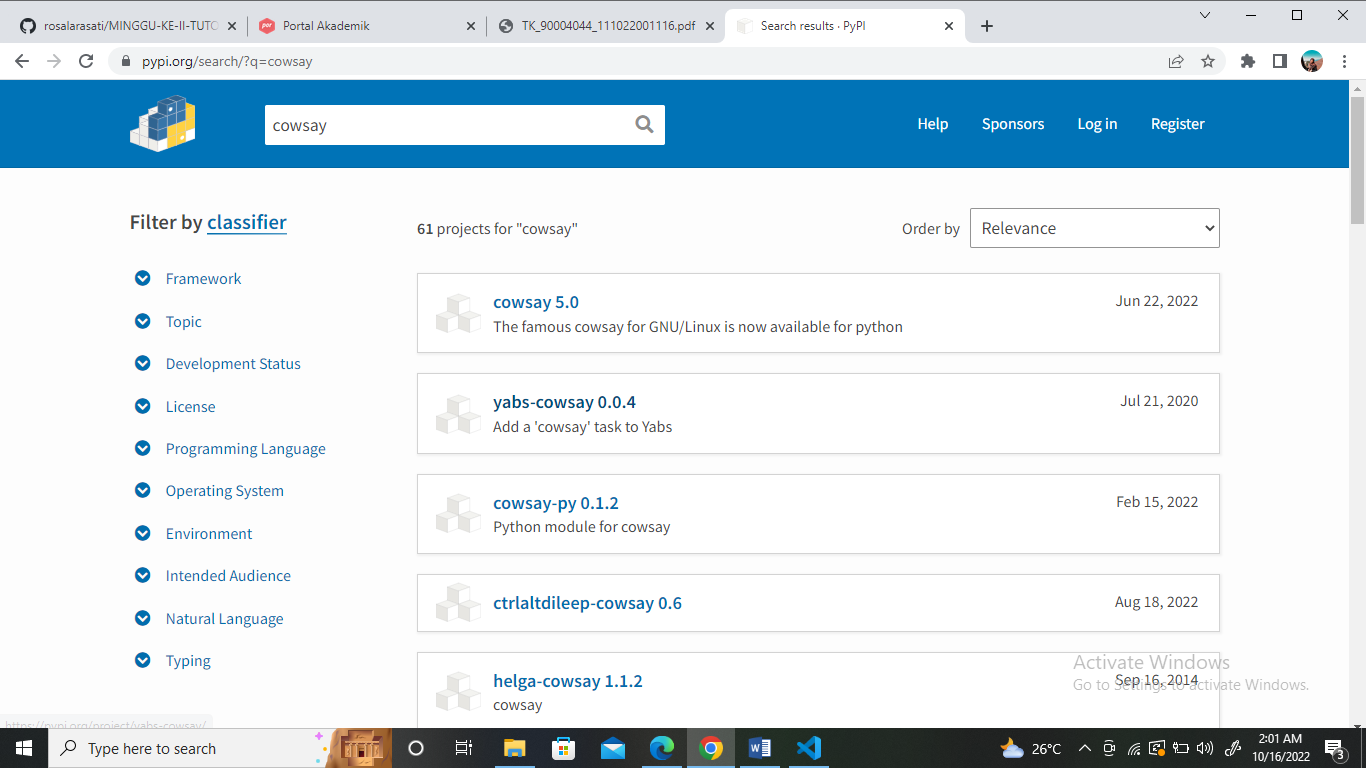 rosalarasati/MINGGU-KE-II-TUTO
Portal Akademik
TK_90004044_111022001116.pdf
Search results · PyPI
pypi.org/search/?q=cowsay
cowsay
Help
Sponsors
Log in
Register
Filter by classifier
Framework
Topic
Development Status
License
Programming Language
Operating System
Environment
Intended Audience
Natural Language
Typing
61 projects for "cowsay"
Order by
Relevance
cowsay 5.0
Jun 22, 2022
The famous cowsay for GNU/Linux is now available for python
yabs-cowsay 0.0.4
Jul 21, 2020
Add a 'cowsay' task to Yabs
cowsay-py 0.1.2
Feb 15, 2022
Python module for cowsay
ctrlaltdileep-cowsay 0.6
Aug 18, 2022
helga-cowsay 1.1.2
Sep 16, 2014
cowsay
Activate Windows
Go to Settings to activate Windows.
https://pypi.org/project/yabs-cowsay/
Type here to search
26°C
2:01 AM
10/16/2022
3